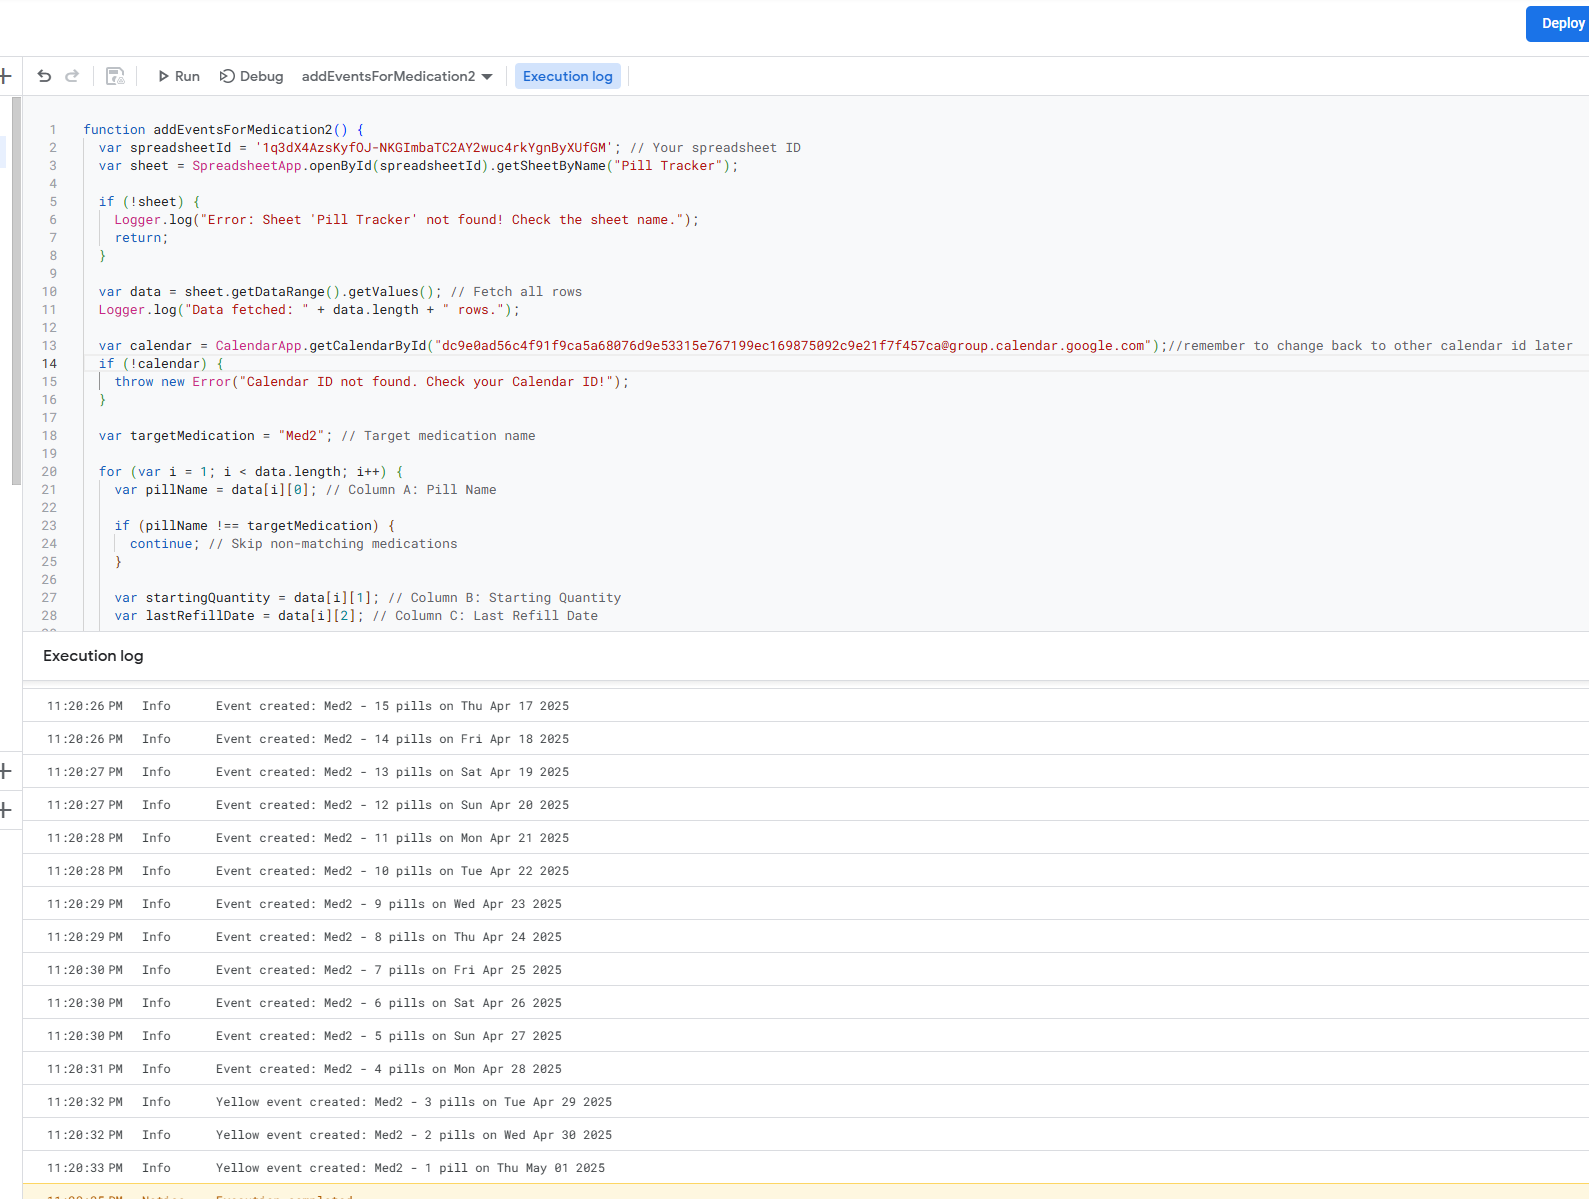 Deploy
Run Debug addEventsForMedication2 Execution log
1 function addEventsForMedication2() {
2 var spreadsheetId = '1q3dX4AzsKyfOJ-NKGImbaTC2AY2wuc4rkYgnByXUfGM'; // Your spreadsheet ID
3 var sheet = SpreadsheetApp.openById(spreadsheetId).getSheetByName("Pill Tracker");
4
5 if (!sheet) {
6 Logger.log("Error: Sheet 'Pill Tracker' not found! Check the sheet name.");
7 return;
8 }
9
10 var data = sheet.getDataRange().getValues(); // Fetch all rows
11 Logger.log("Data fetched: " + data.length + " rows.");
12
13 var calendar = CalendarApp.getCalendarById("dc9e0ad56c4f91f9ca5a68076d9e53315e767199ec169875092c9e21f7f457ca@group.calendar.google.com");//remember to change back to other calendar id later
14 if (!calendar) {
15 throw new Error("Calendar ID not found. Check your Calendar ID!");
16 }
17
18 var targetMedication = "Med2"; // Target medication name
19
20 for (var i = 1; i < data.length; i++) {
21 var pillName = data[i][0]; // Column A: Pill Name
22
23 if (pillName !== targetMedication) {
24 continue; // Skip non-matching medications
25 }
26
27 var startingQuantity = data[i][1]; // Column B: Starting Quantity
28 var lastRefillDate = data[i][2]; // Column C: Last Refill Date
Execution log
11:20:26 PM Info Event created: Med2 - 15 pills on Thu Apr 17 2025
11:20:26 PM Info Event created: Med2 - 14 pills on Fri Apr 18 2025
11:20:27 PM Info Event created: Med2 - 13 pills on Sat Apr 19 2025
11:20:27 PM Info Event created: Med2 - 12 pills on Sun Apr 20 2025
11:20:28 PM Info Event created: Med2 - 11 pills on Mon Apr 21 2025
11:20:28 PM Info Event created: Med2 - 10 pills on Tue Apr 22 2025
11:20:29 PM Info Event created: Med2 - 9 pills on Wed Apr 23 2025
11:20:29 PM Info Event created: Med2 - 8 pills on Thu Apr 24 2025
11:20:30 PM Info Event created: Med2 - 7 pills on Fri Apr 25 2025
11:20:30 PM Info Event created: Med2 - 6 pills on Sat Apr 26 2025
11:20:30 PM Info Event created: Med2 - 5 pills on Sun Apr 27 2025
11:20:31 PM Info Event created: Med2 - 4 pills on Mon Apr 28 2025
11:20:32 PM Info Yellow event created: Med2 - 3 pills on Tue Apr 29 2025
11:20:32 PM Info Yellow event created: Med2 - 2 pills on Wed Apr 30 2025
11:20:33 PM Info Yellow event created: Med2 - 1 pill on Thu May 01 2025